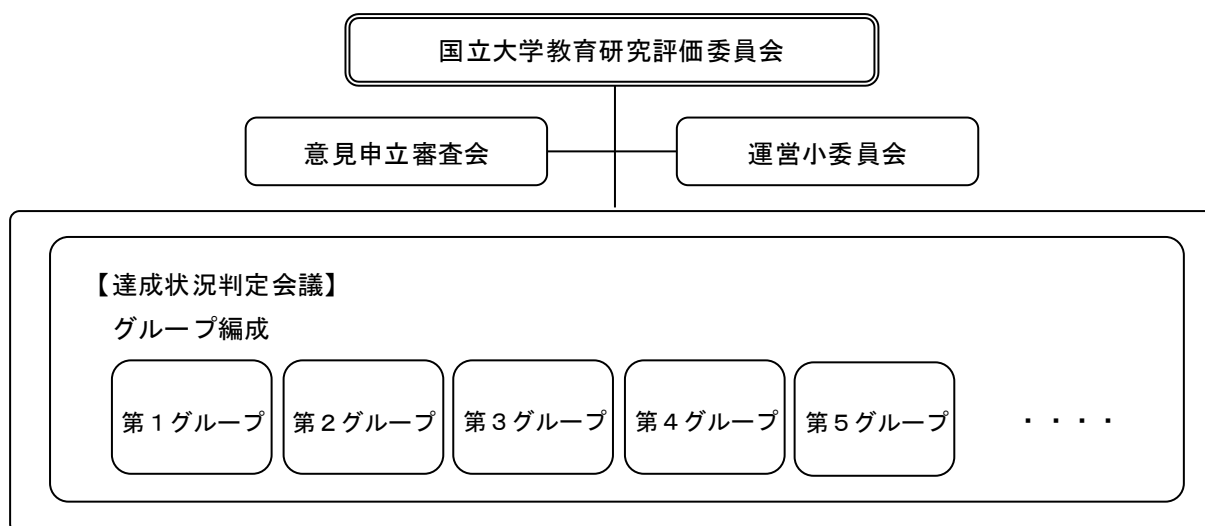 国立大学教育研究評価委員会
意見申立審査会
運営小委員会
【達成状況判定会議】
グループ編成
第１グループ
第２グループ
第３グループ
第４グループ
第５グループ
・・・・